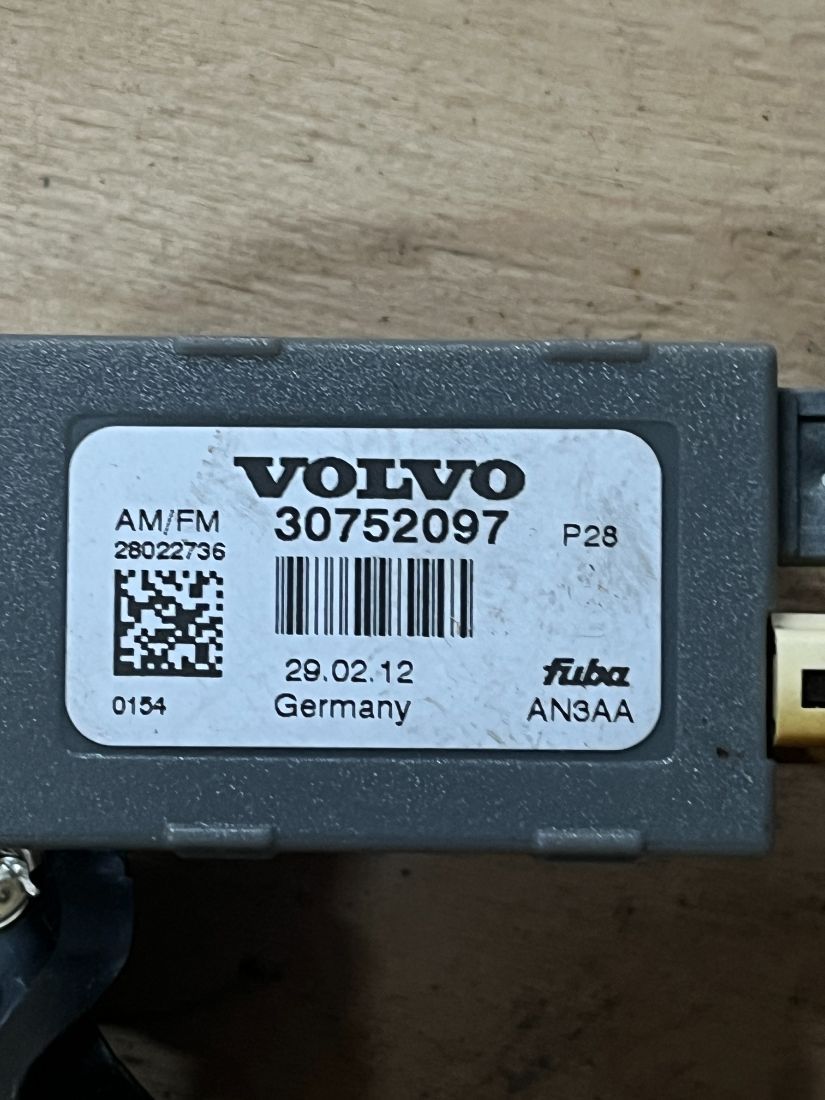 VOLVO
AM/FM 30752097 P28
28022736
29.02.12 fuba
0154 Germany AN3AA